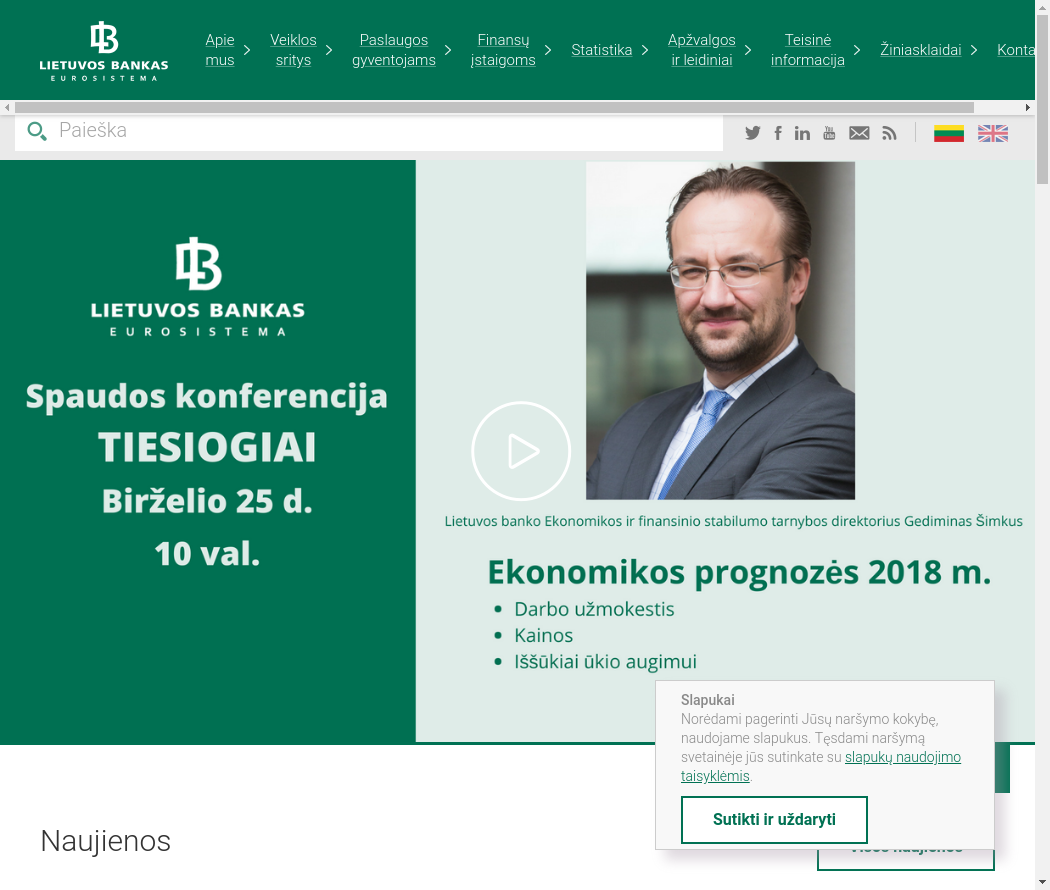 LIETUVOS BANKAS
EUROSISTEMA
Apie
mus
Veiklos
sritys
Paslaugos
gyventojams
Finansų
įstaigoms
Statistika
Apžvalgos
ir leidiniai
Teisinė
informacija
Žiniasklaidai
Konta
Paieška
LIETUVOS BANKAS
EUROSISTEMA
Spaudos konferencija
TIESIOGIAI
Birželio 25 d.
10 val.
Lietuvos banko Ekonomikos ir finansinio stabilumo tarnybos direktorius Gediminas Šimkus
Ekonomikos prognozės 2018 m.
• Darbo užmokestis
• Kainos
• Iššūkiai ūkio augimui
Slapukai
Norėdami pagerinti Jūsų naršymo kokybę,
naudojame slapukus. Tęsdami naršymą
svetainėje jūs sutinkate su slapukų naudojimo
taisyklėmis.
Sutikti ir uždaryti
Naujienos